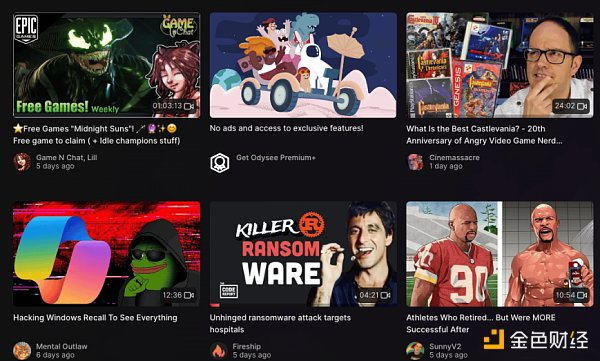 EPIC
GAMES
GAME
N Chat
Free Games! Weekly
01:03:13
⭐Free Games "Midnight Suns"! 🗡️🔮✨😊
Free game to claim ( + Idle champions stuff)
Game N Chat, Lill
5 days ago
No ads and access to exclusive features!
Get Odysee Premium+
Castlevania
Chronicles
GENESIS
24:02
What Is the Best Castlevania? - 20th
Anniversary of Angry Video Game Nerd...
Cinemassacre
1 day ago
12:36
Hacking Windows Recall To See Everything
Mental Outlaw
6 days ago
KILLER
R
RANSOM
WARE
THE
CODE
REPORT
04:21
Unhinged ransomware attack targets
hospitals
Fireship
5 days ago
90
10:54
Athletes Who Retired... But Were MORE
Successful After
SunnyV2
6 days ago
金色财经